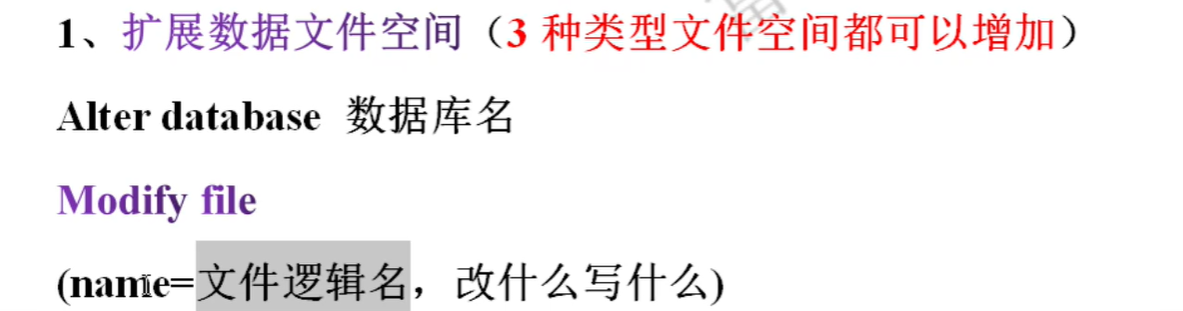 1、扩展数据文件空间（3 种类型文件空间都可以增加）
Alter database 数据库名
Modify file
(name=文件逻辑名，改什么写什么)